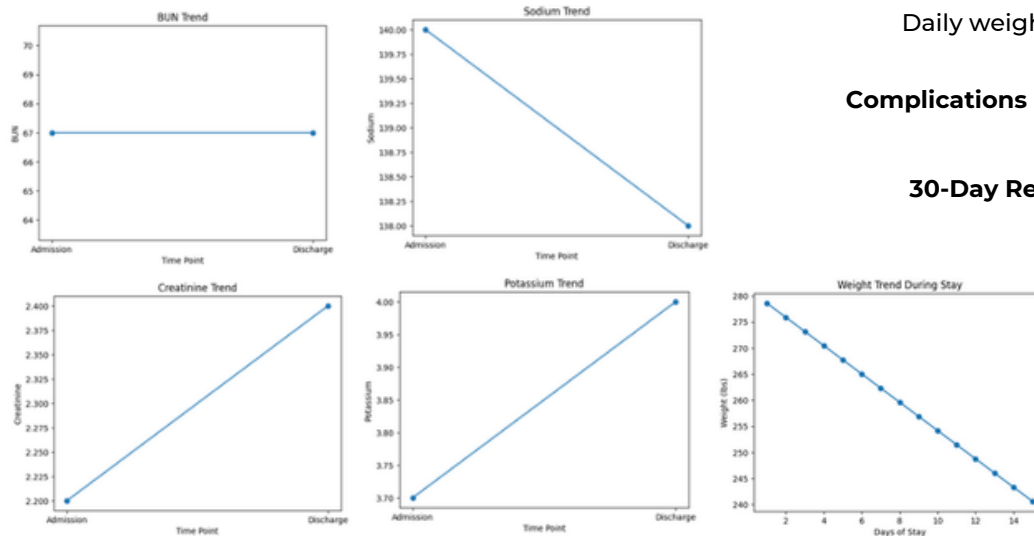 BUN Trend
70
69
68
67
66
65
64
BUN
Admission
Discharge
Time Point
Sodium Trend
140.00
139.75
139.50
139.25
139.00
138.75
138.50
138.25
138.00
Sodium
Admission
Discharge
Time Point
Daily weigh
Complications
30-Day Re
Creatinine Trend
2.400
2.375
2.350
2.325
2.300
2.275
2.250
2.225
2.200
Creatinine
Admission
Discharge
Time Point
Potassium Trend
4.00
3.95
3.90
3.85
3.80
3.75
3.70
Potassium
Admission
Discharge
Time Point
Weight Trend During Stay
280
275
270
265
260
255
250
245
240
Weight (lbs)
2 4 6 8 10 12 14
Days of Stay